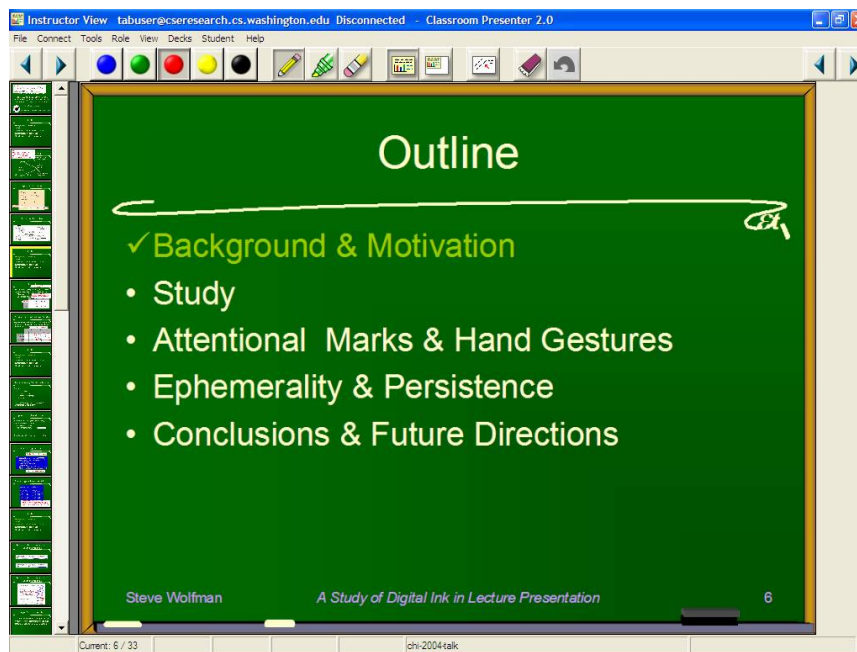 Instructor View tabuser@cseresearch.cs.washington.edu Disconnected - Classroom Presenter 2.0
File Connect Tools Role View Decks Student Help
Outline
✓ Background & Motivation
• Study
• Attentional Marks & Hand Gestures
• Ephemerality & Persistence
• Conclusions & Future Directions
Steve Wolfman A Study of Digital Ink in Lecture Presentation 6
Current: 6 / 33 chi-2004-talk